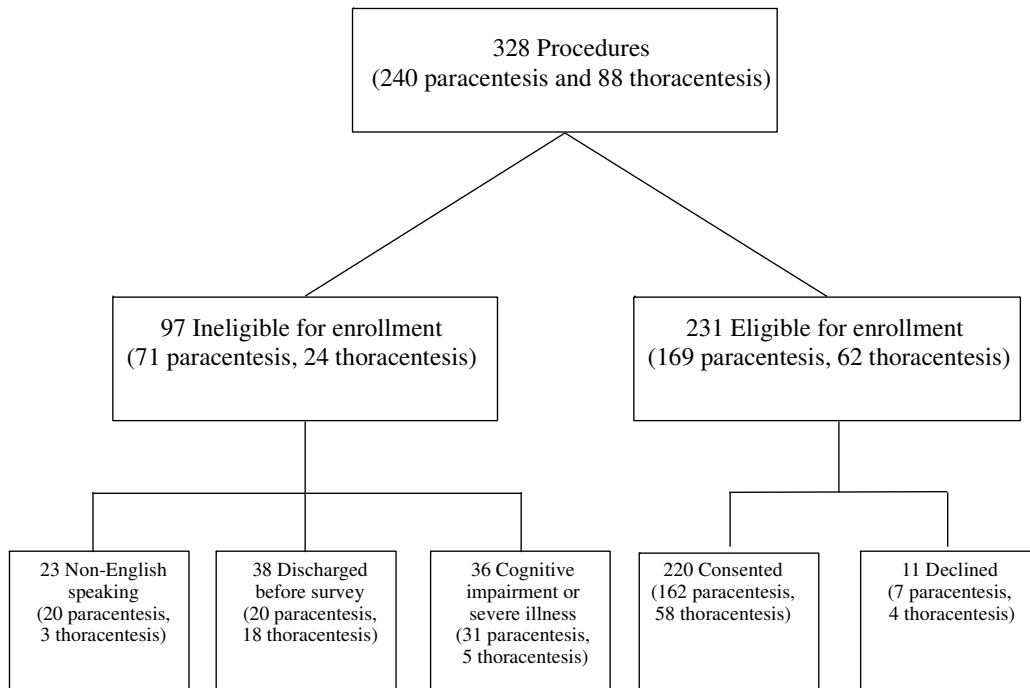 328 Procedures
(240 paracentesis and 88 thoracentesis)
97 Ineligible for enrollment
(71 paracentesis, 24 thoracentesis)
231 Eligible for enrollment
(169 paracentesis, 62 thoracentesis)
23 Non-English
speaking
(20 paracentesis,
3 thoracentesis)
38 Discharged
before survey
(20 paracentesis,
18 thoracentesis)
36 Cognitive
impairment or
severe illness
(31 paracentesis,
5 thoracentesis)
220 Consented
(162 paracentesis,
58 thoracentesis)
11 Declined
(7 paracentesis,
4 thoracentesis)